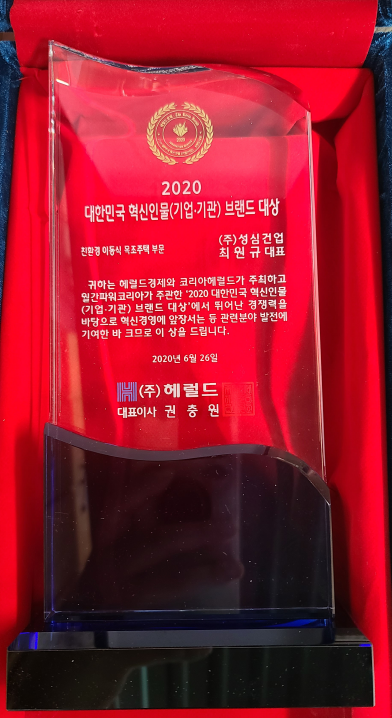 2020
대한민국 혁신인물(기업·기관) 브랜드 대상
친환경 이동식 목조주택 부문
(주)성심건업
최원규 대표
귀하는 헤럴드경제와 코리아헤럴드가 주최하고
월간파워코리아가 주관한 '2020 대한민국 혁신인물
(기업·기관) 브랜드 대상'에서 뛰어난 경쟁력을
바탕으로 혁신경영에 앞장서는 등 관련분야 발전에
기여한 바 크므로 이 상을 드립니다.
2020년 6월 26일
(주)헤럴드
대표이사 권충원